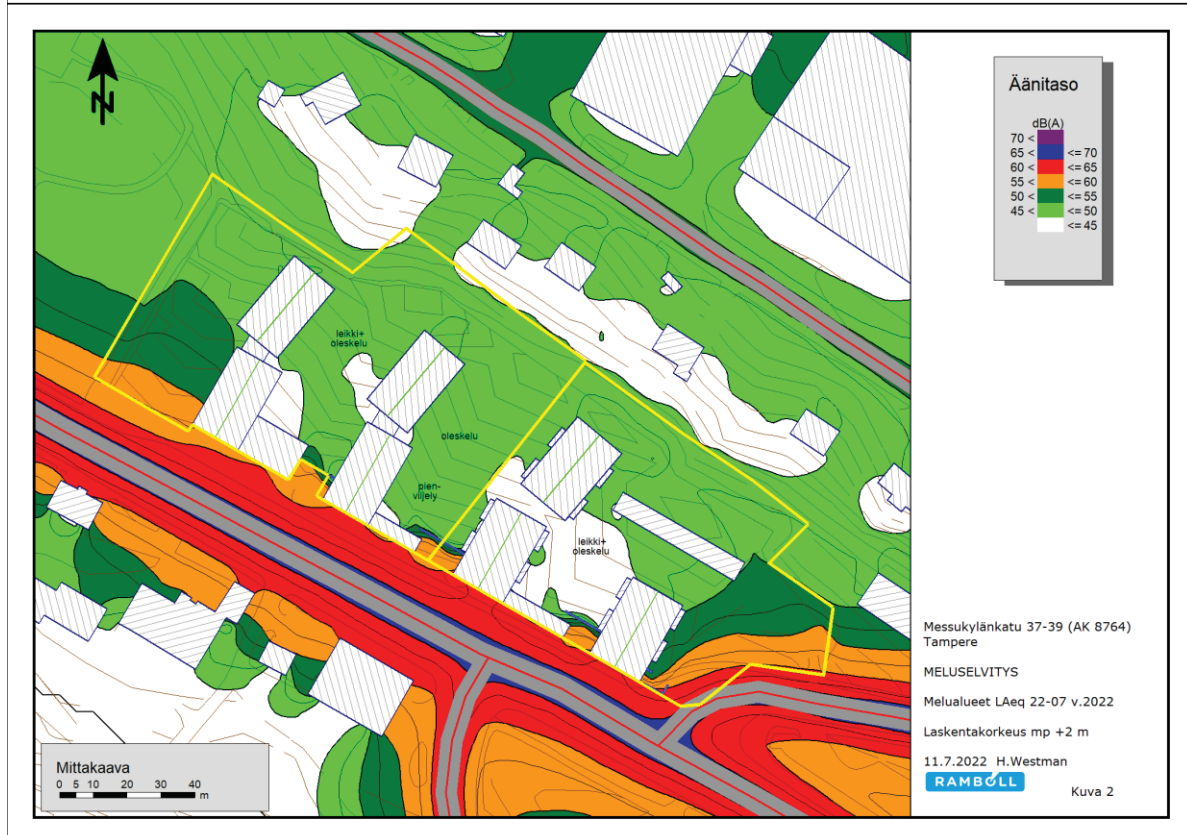 N
leikki+
oleskelu
oleskelu
pien-
viljely
leikki+
oleskelu
Mittakaava
0 5 10 20 30 40
m
Äänitaso
dB(A)
70 <
65 < <= 70
60 < <= 65
55 < <= 60
50 < <= 55
45 < <= 50
<= 45
Messukylänkatu 37-39 (AK 8764)
Tampere
MELUSELVITYS
Melualueet LAeq 22-07 v.2022
Laskentakorkeus mp +2 m
11.7.2022 H.Westman
RAMBOLL
Kuva 2